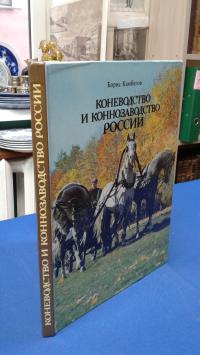 Борис Камбегов
КОНЕВОДСТВО
И КОННОЗАВОДСТВО
РОССИИ
КОНЕВОДСТВО И КОННОЗАВОДСТВО РОССИИ